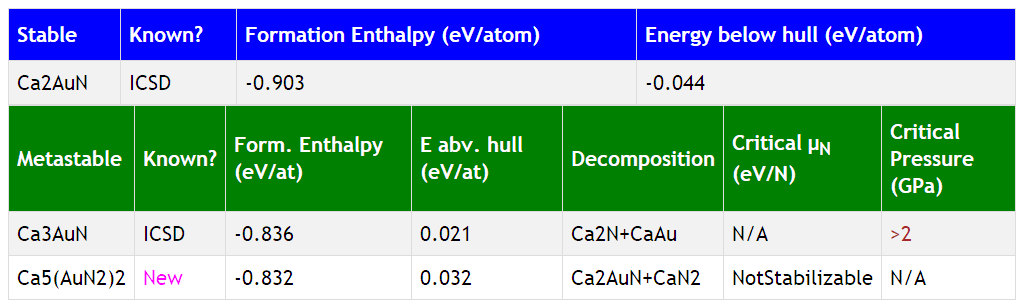 Stable Known? Formation Enthalpy (eV/atom) Energy below hull (eV/atom)
Ca2AuN ICSD -0.903 -0.044
Metastable Known? Form. Enthalpy (eV/at) E abv. hull (eV/at) Decomposition Critical μN (eV/N) Critical Pressure (GPa)
Ca3AuN ICSD -0.836 0.021 Ca2N+CaAu N/A >2
Ca5(AuN2)2 New -0.832 0.032 Ca2AuN+CaN2 NotStabilizable N/A